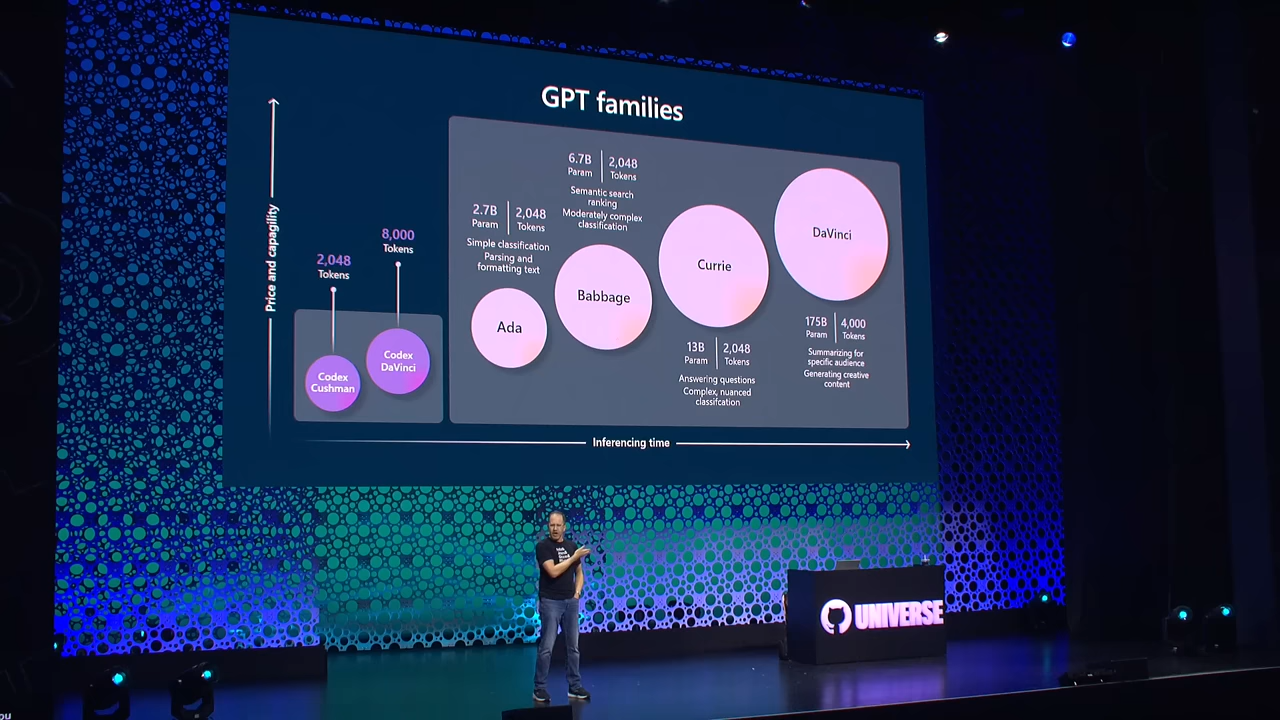 GPT families
Price and capagility
2,048
Tokens
8,000
Tokens
Codex
Cushman
Codex
DaVinci
2.7B
Param
2,048
Tokens
Simple classification
Parsing and
formatting text
Ada
6.7B
Param
2,048
Tokens
Semantic search
ranking
Moderately complex
classification
Babbage
Currie
13B
Param
2,048
Tokens
Answering questions
Complex, nuanced
classifcation
DaVinci
175B
Param
4,000
Tokens
Summarizing for
specific audience
Generating creative
content
Inferencing time
UNIVERSE